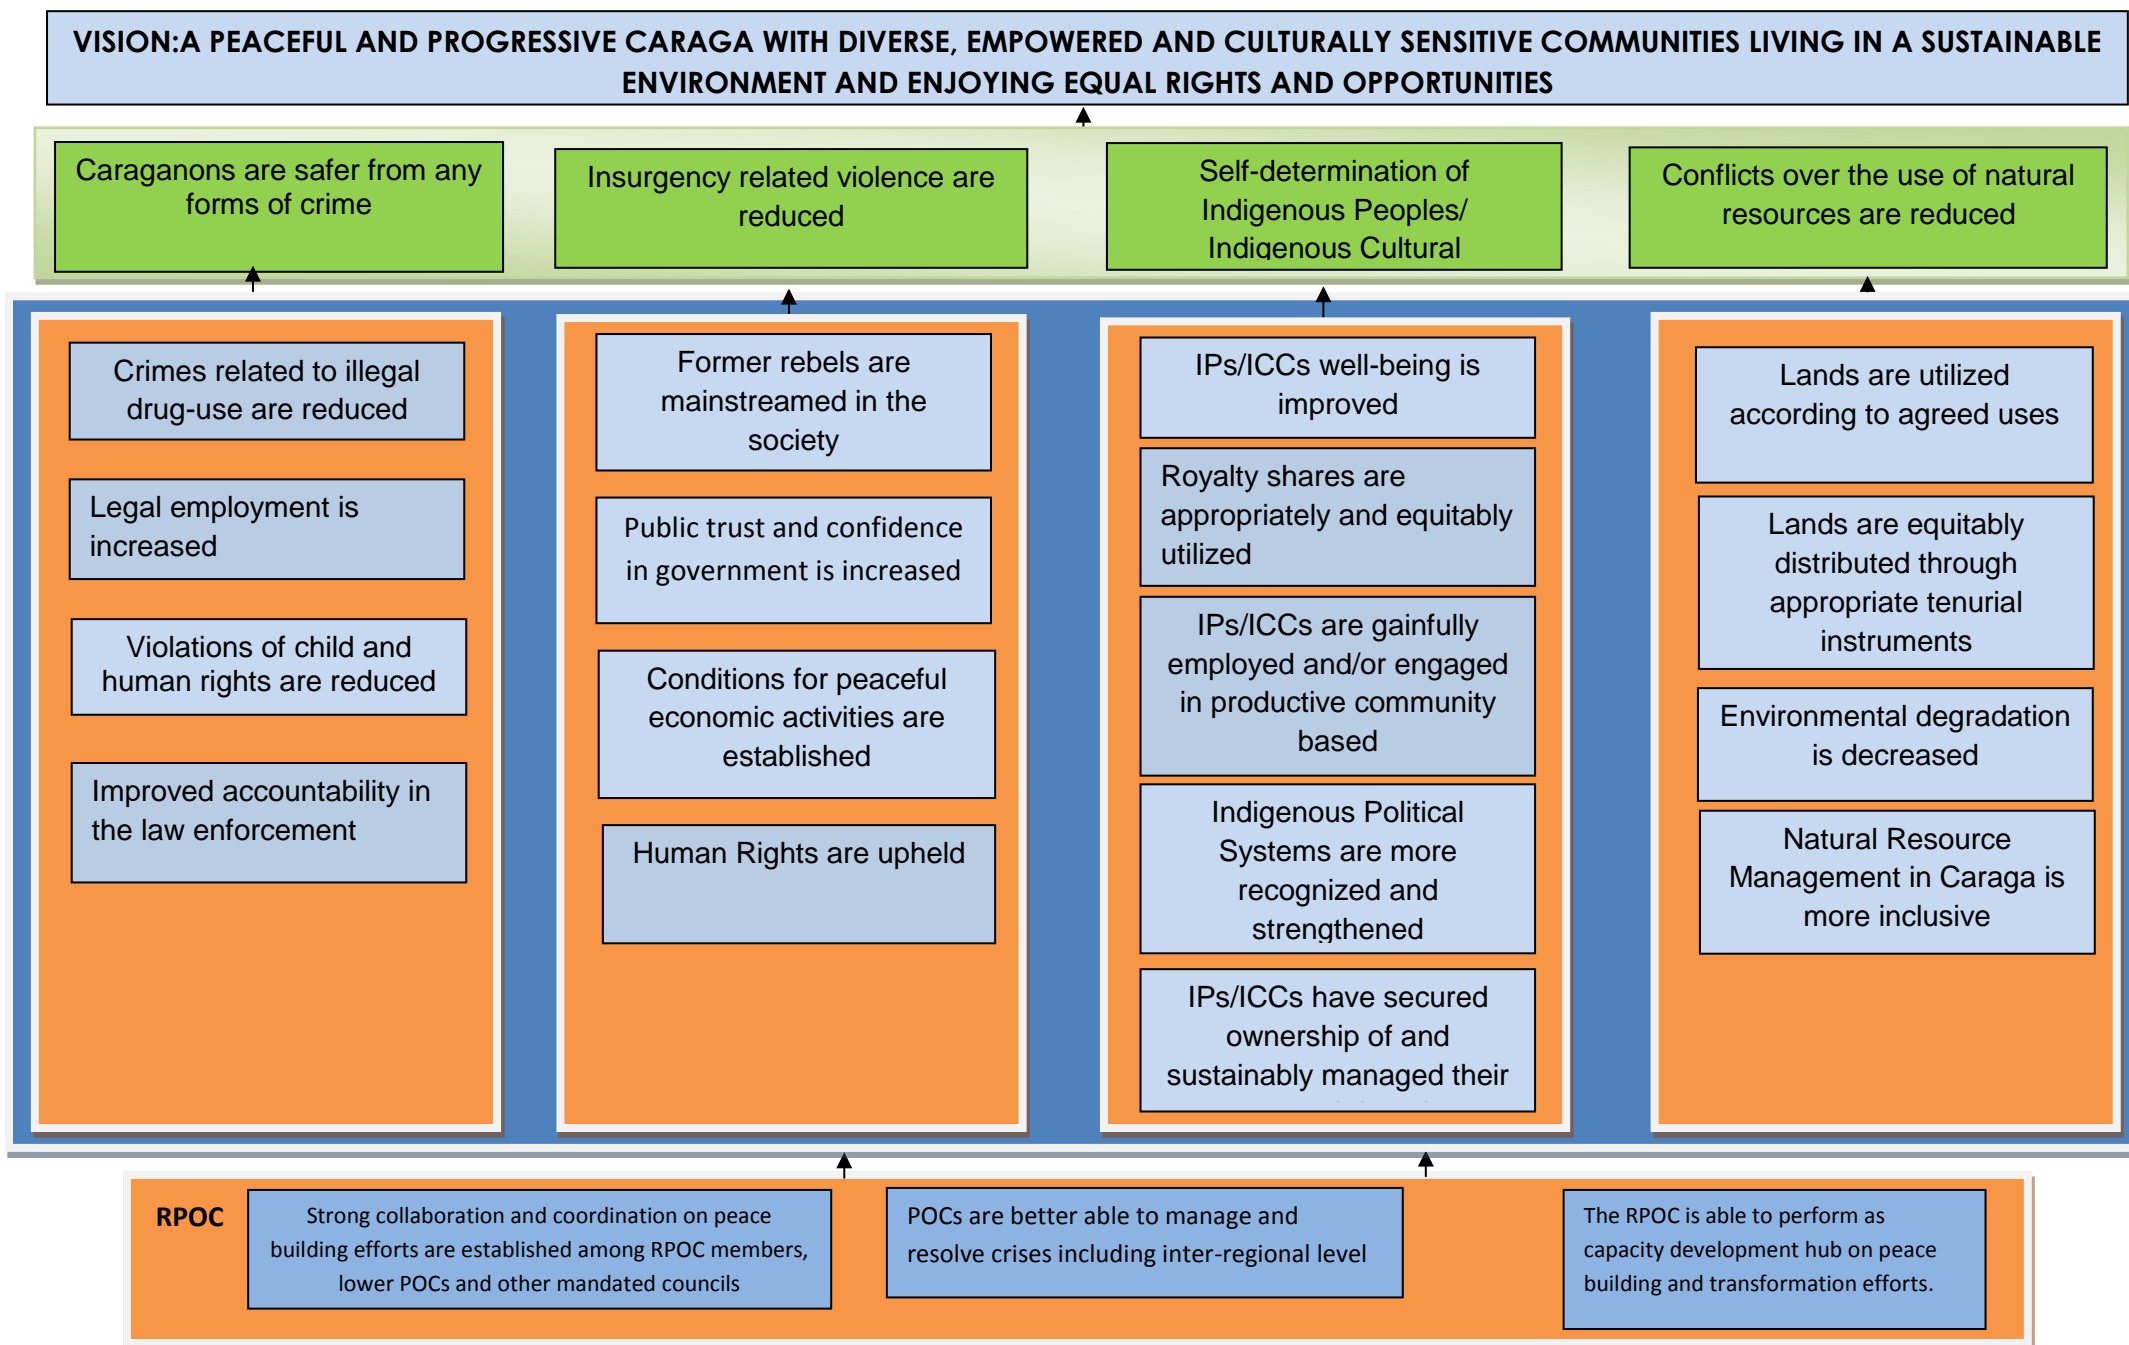 VISION:A PEACEFUL AND PROGRESSIVE CARAGA WITH DIVERSE, EMPOWERED AND CULTURALLY SENSITIVE COMMUNITIES LIVING IN A SUSTAINABLE
ENVIRONMENT AND ENJOYING EQUAL RIGHTS AND OPPORTUNITIES
Caraganons are safer from any
forms of crime
Insurgency related violence are
reduced
Self-determination of
Indigenous Peoples/
Indigenous Cultural
Conflicts over the use of natural
resources are reduced
Crimes related to illegal
drug-use are reduced
Legal employment is
increased
Violations of child and
human rights are reduced
Improved accountability in
the law enforcement
Former rebels are
mainstreamed in the
society
Public trust and confidence
in government is increased
Conditions for peaceful
economic activities are
established
Human Rights are upheld
IPs/ICCs well-being is
improved
Royalty shares are
appropriately and equitably
utilized
IPs/ICCs are gainfully
employed and/or engaged
in productive community
based
Indigenous Political
Systems are more
recognized and
strengthened
IPs/ICCs have secured
ownership of and
sustainably managed their
Lands are utilized
according to agreed uses
Lands are equitably
distributed through
appropriate tenurial
instruments
Environmental degradation
is decreased
Natural Resource
Management in Caraga is
more inclusive
RPOC
Strong collaboration and coordination on peace
building efforts are established among RPOC members,
lower POCs and other mandated councils
POCs are better able to manage and
resolve crises including inter-regional level
The RPOC is able to perform as
capacity development hub on peace
building and transformation efforts.